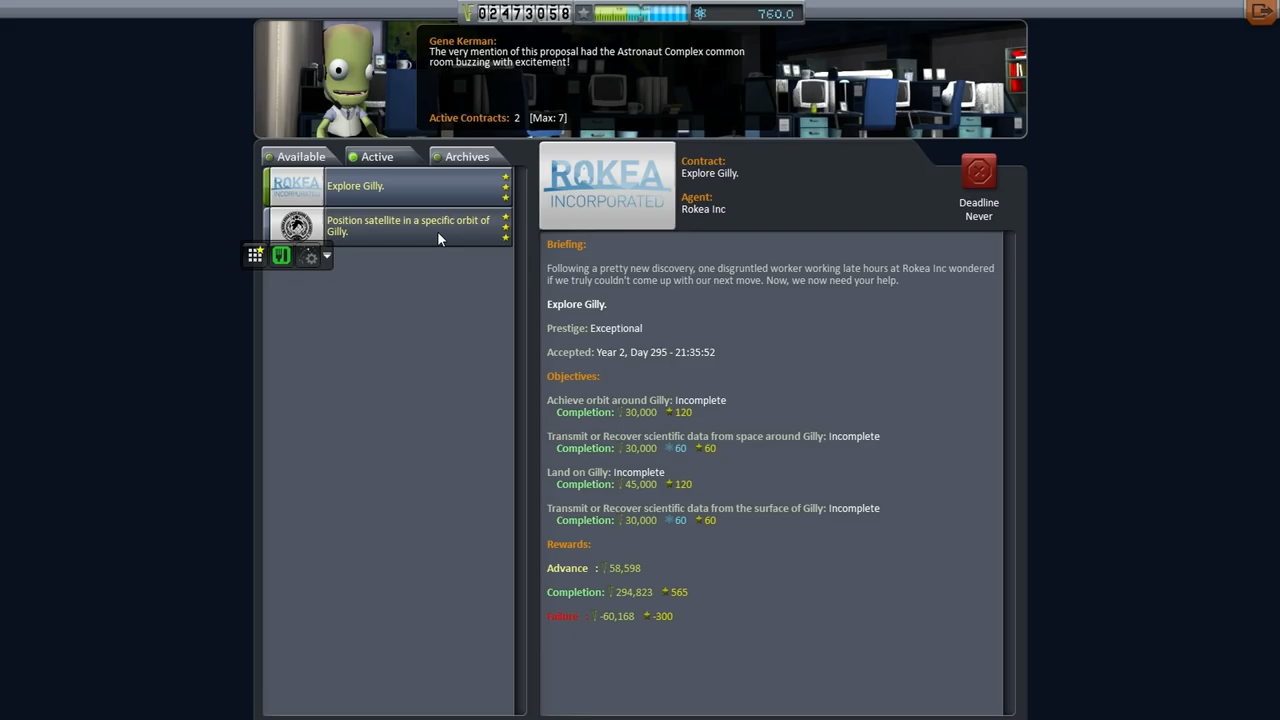 02473058
760.0
Gene Kerman:
The very mention of this proposal had the Astronaut Complex common
room buzzing with excitement!
Active Contracts: 2 [Max: 7]
Available
Active
Archives
ROKEA
INCORPORATED
Explore Gilly.
Position satellite in a specific orbit of
Gilly.
ROKEA
INCORPORATED
Contract:
Explore Gilly.
Agent:
Rokea Inc
Deadline
Never
Briefing:
Following a pretty new discovery, one disgruntled worker working late hours at Rokea Inc wondered
if we truly couldn't come up with our next move. Now, we now need your help.
Explore Gilly.
Prestige: Exceptional
Accepted: Year 2, Day 295 - 21:35:52
Objectives:
Achieve orbit around Gilly: Incomplete
Completion: 30,000 120
Transmit or Recover scientific data from space around Gilly: Incomplete
Completion: 30,000 60 60
Land on Gilly: Incomplete
Completion: 45,000 120
Transmit or Recover scientific data from the surface of Gilly: Incomplete
Completion: 30,000 60 60
Rewards:
Advance : 58,598
Completion: 294,823 565
Failure : -60,168 -300